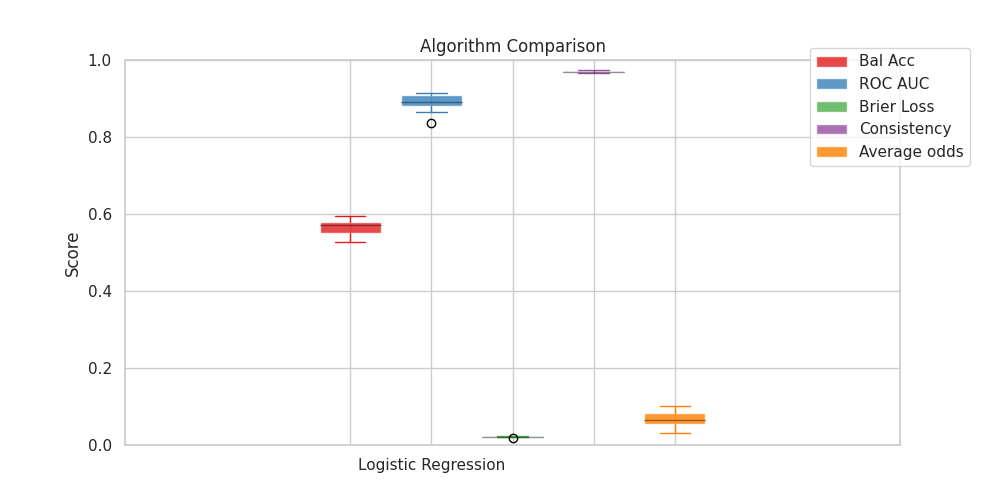 Algorithm Comparison
Bal Acc
ROC AUC
Brier Loss
Consistency
Average odds
Score
1.0
0.8
0.6
0.4
0.2
0.0
Logistic Regression